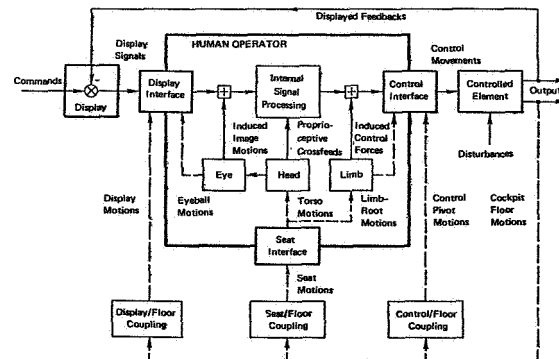 Displayed Feedbacks
Display
Signals
HUMAN OPERATOR
Control
Movements
Commands
Display
Display
Interface
Internal
Signal
Processing
Control
Interface
Controlled
Element
Output
Induced
Image
Motions
Proprio-
ceptive
Crossfeeds
Induced
Control
Forces
Disturbances
Eye
Head
Limb
Display
Motions
Eyeball
Motions
Torso
Motions
Limb-
Root
Motions
Control
Pivot
Motions
Cockpit
Floor
Motions
Seat
Interface
Seat
Motions
Display/Floor
Coupling
Seat/Floor
Coupling
Control/Floor
Coupling